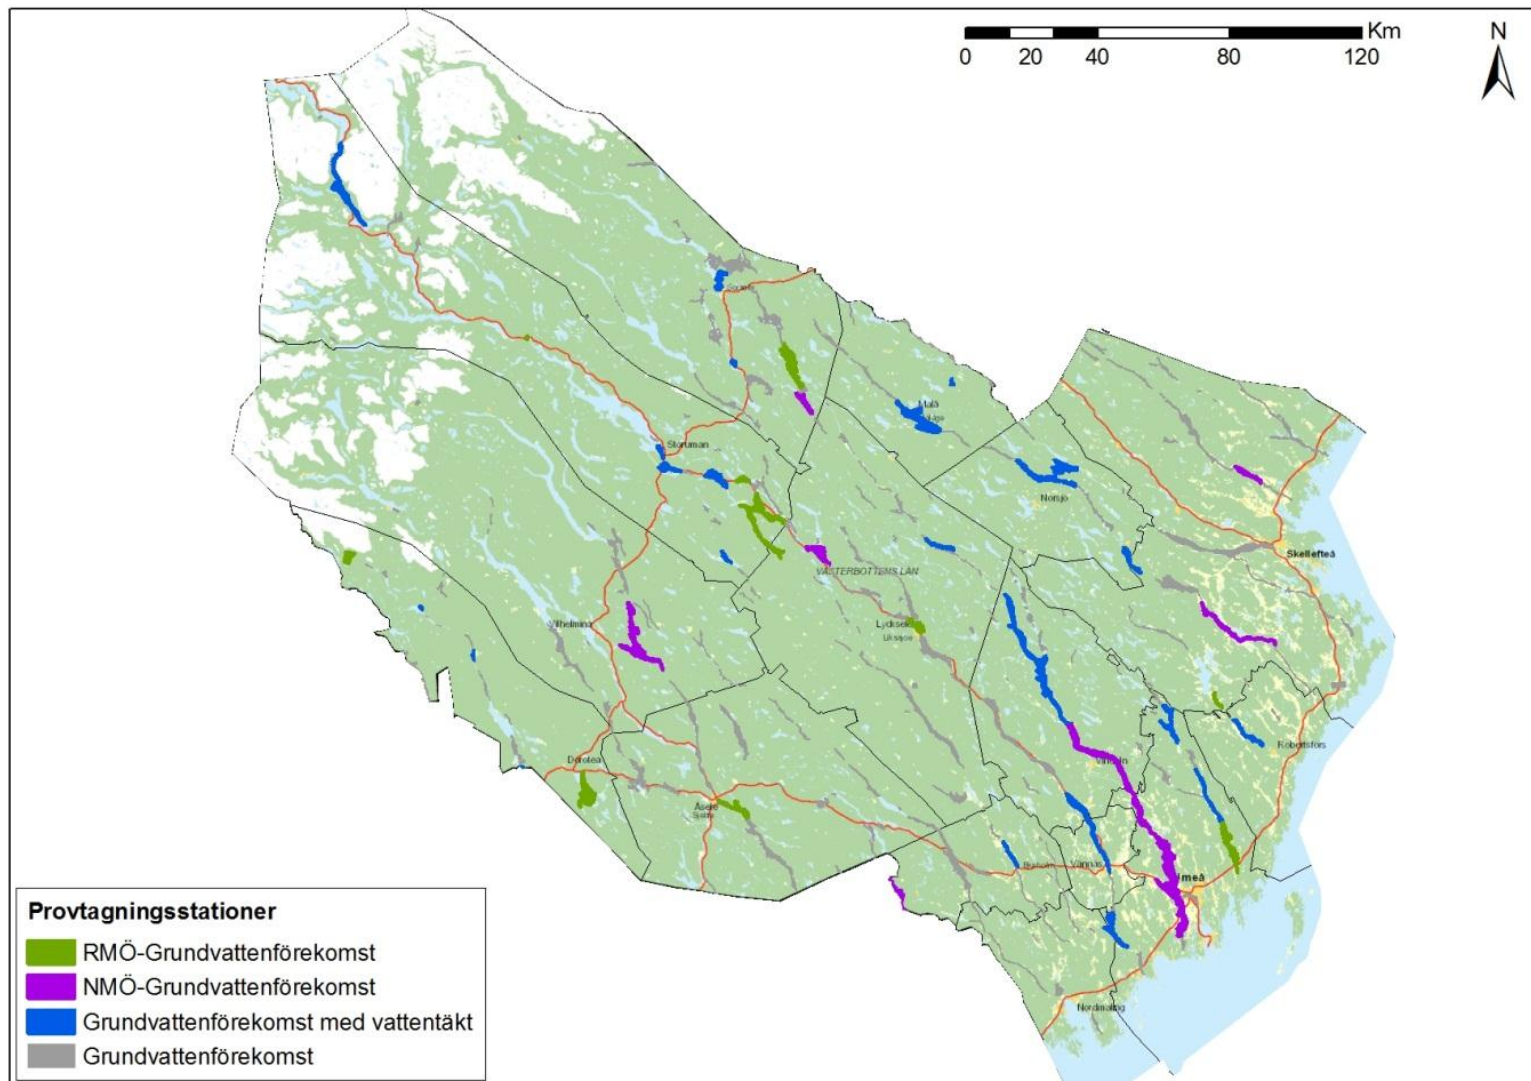 Km
N
0 20 40 80 120
Malå
Storuman
Norsjö
Skellefteå
VÄSTERBOTTENS LÄN
Vilhelmina
Lycksele
Liksjoe
Robertsfors
Dorotea
Vindeln
Åsele
Vännäs
Umeå
Nordmaling
Provtagningsstationer
RMÖ-Grundvattenförekomst
NMÖ-Grundvattenförekomst
Grundvattenförekomst med vattentäkt
Grundvattenförekomst